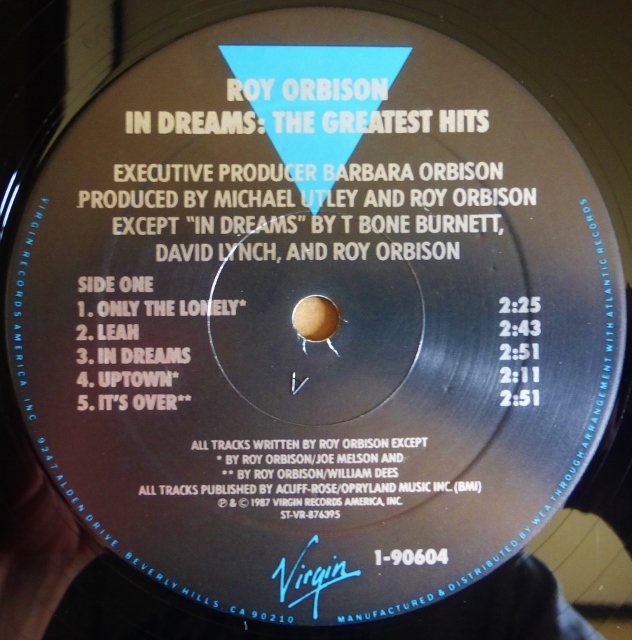 ROY ORBISON
IN DREAMS: THE GREATEST HITS
EXECUTIVE PRODUCER BARBARA ORBISON
PRODUCED BY MICHAEL UTLEY AND ROY ORBISON
EXCEPT "IN DREAMS" BY T BONE BURNETT,
DAVID LYNCH, AND ROY ORBISON
SIDE ONE
1. ONLY THE LONELY* 2:25
2. LEAH 2:43
3. IN DREAMS 2:51
4. UPTOWN* 2:11
5. IT'S OVER** 2:51
ALL TRACKS WRITTEN BY ROY ORBISON EXCEPT
* BY ROY ORBISON/JOE MELSON AND
** BY ROY ORBISON/WILLIAM DEES
ALL TRACKS PUBLISHED BY ACUFF-ROSE/OPRYLAND MUSIC INC. (BMI)
℗ & © 1987 VIRGIN RECORDS AMERICA, INC.
ST-VR-876395
Virgin
1-90604
VIRGIN RECORDS AMERICA, INC. 9247 ALDEN DRIVE BEVERLY HILLS CA 90210
MANUFACTURED & DISTRIBUTED BY WEA THROUGH ARRANGEMENT WITH ATLANTIC RECORDS